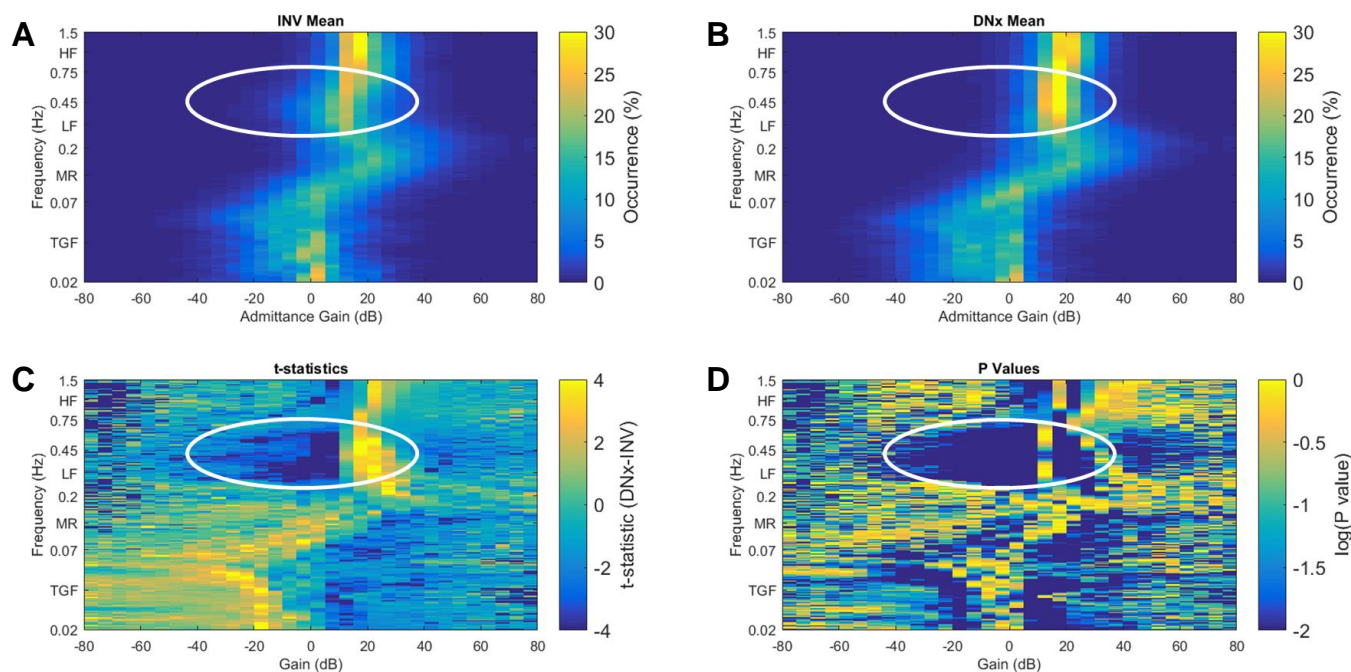 A
INV Mean
1.5
HF
0.75
0.45
LF
0.2
MR
0.07
TGF
0.02
Frequency (Hz)
-80 -60 -40 -20 0 20 40 60 80
Admittance Gain (dB)
30
25
20
15
10
5
0
Occurrence (%)
B
DNx Mean
1.5
HF
0.75
0.45
LF
0.2
MR
0.07
TGF
0.02
Frequency (Hz)
-80 -60 -40 -20 0 20 40 60 80
Admittance Gain (dB)
30
25
20
15
10
5
0
Occurrence (%)
C
t-statistics
1.5
HF
0.75
0.45
LF
0.2
MR
0.07
TGF
0.02
Frequency (Hz)
-80 -60 -40 -20 0 20 40 60 80
Gain (dB)
4
2
0
-2
-4
t-statistic (DNx-INV)
D
P Values
1.5
HF
0.75
0.45
LF
0.2
MR
0.07
TGF
0.02
Frequency (Hz)
-80 -60 -40 -20 0 20 40 60 80
Gain (dB)
0
-0.5
-1
-1.5
-2
log(P value)